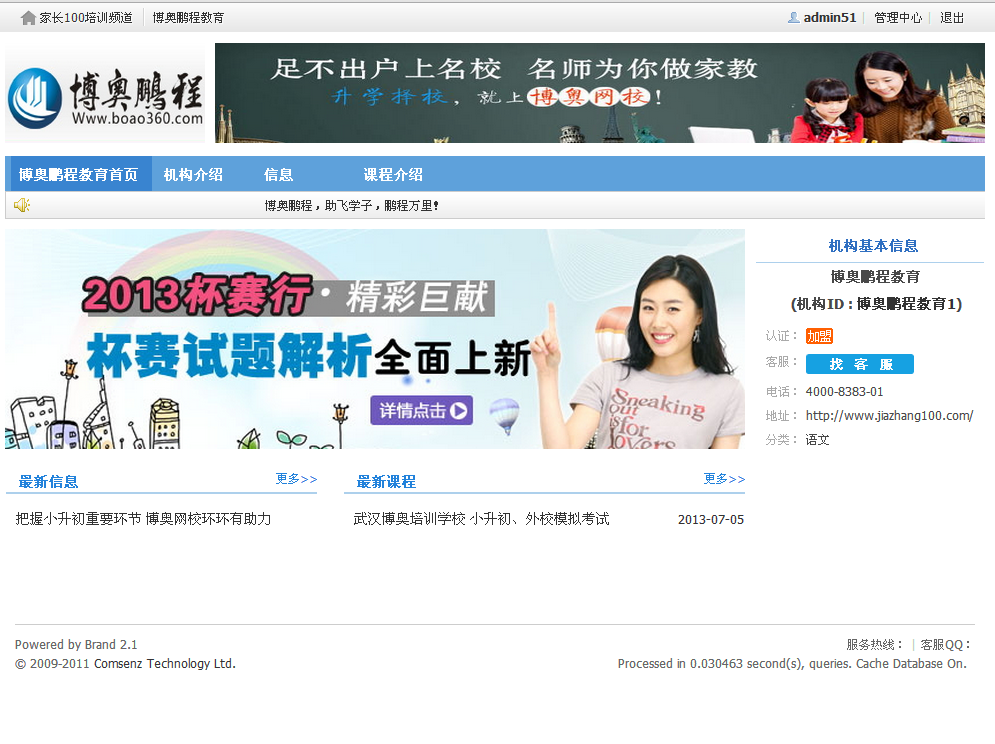 家长100培训频道 博奥鹏程教育
admin51 管理中心 退出
博奥鹏程
Www.boao360.com
足不出户上名校 名师为你做家教
升学择校，就上博奥网校！
博奥鹏程教育首页 机构介绍 信息 课程介绍
博奥鹏程，助飞学子，鹏程万里！
2013杯赛行·精彩巨献
杯赛试题解析全面上新
详情点击
Sneaking
out
is for
lovers
机构基本信息
博奥鹏程教育
(机构ID：博奥鹏程教育1)
认证： 加盟
客服： 找 客 服
电话： 4000-8383-01
地址： http://www.jiazhang100.com/
分类： 语文
最新信息 更多>>
把握小升初重要环节 博奥网校环环有助力
最新课程 更多>>
武汉博奥培训学校 小升初、外校模拟考试 2013-07-05
Powered by Brand 2.1
© 2009-2011 Comsenz Technology Ltd.
服务热线： | 客服QQ：
Processed in 0.030463 second(s), queries. Cache Database On.